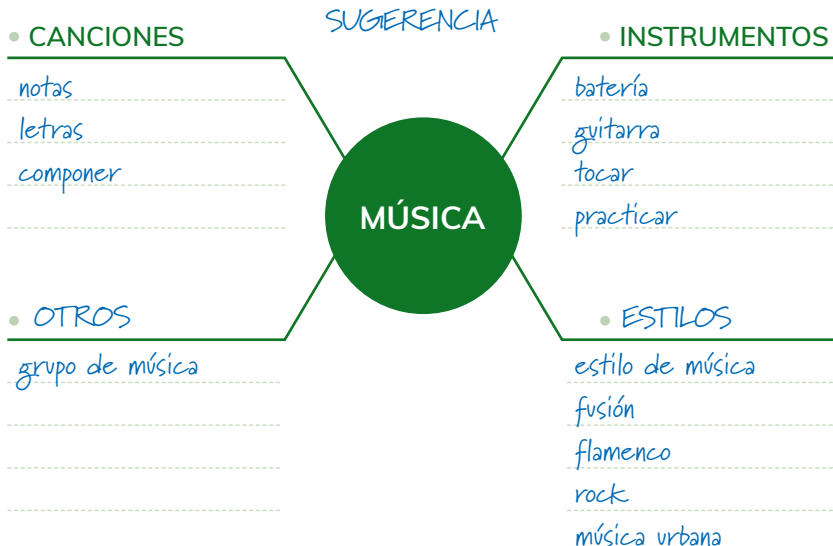 SUGERENCIA
CANCIONES
notas
letras
componer
INSTRUMENTOS
batería
guitarra
tocar
practicar
MÚSICA
OTROS
grupo de música
ESTILOS
estilo de música
fusión
flamenco
rock
música urbana